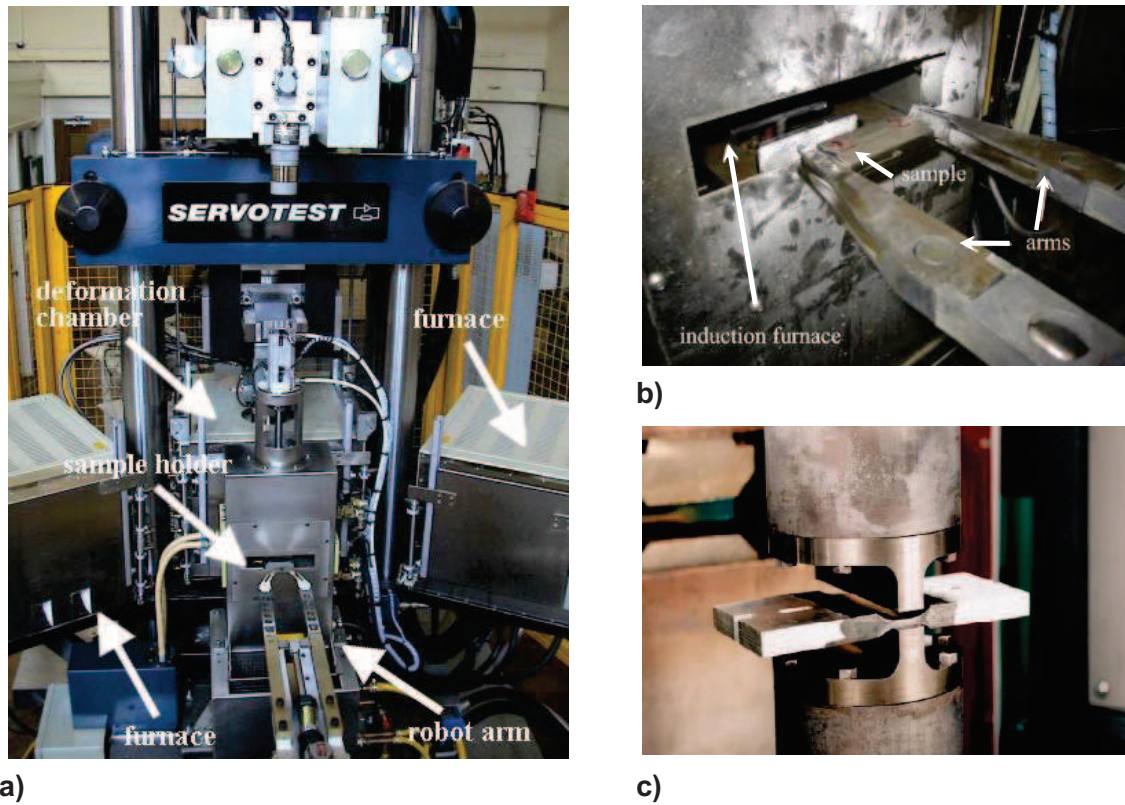 SERVOTEST
deformation
chamber
furnace
sample holder
furnace
robot arm
a)
sample
arms
induction furnace
b)
c)